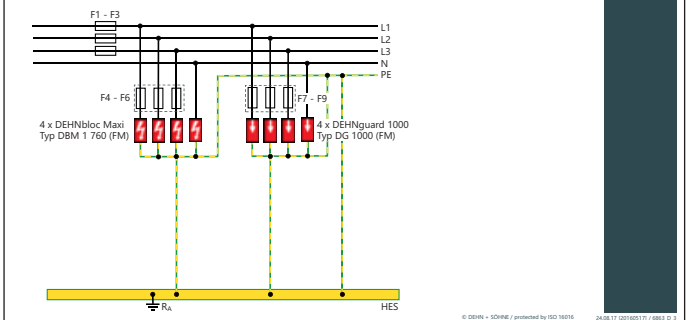 F1 - F3
L1
L2
L3
N
PE
F4 - F6
F7 - F9
4 x DEHNbloc Maxi
Typ DBM 1 760 (FM)
4 x DEHNguard 1000
Typ DG 1000 (FM)
RA
HES
© DEHN + SÖHNE / protected by ISO 16016
24.08.17 (20160517) / 6863_D_3